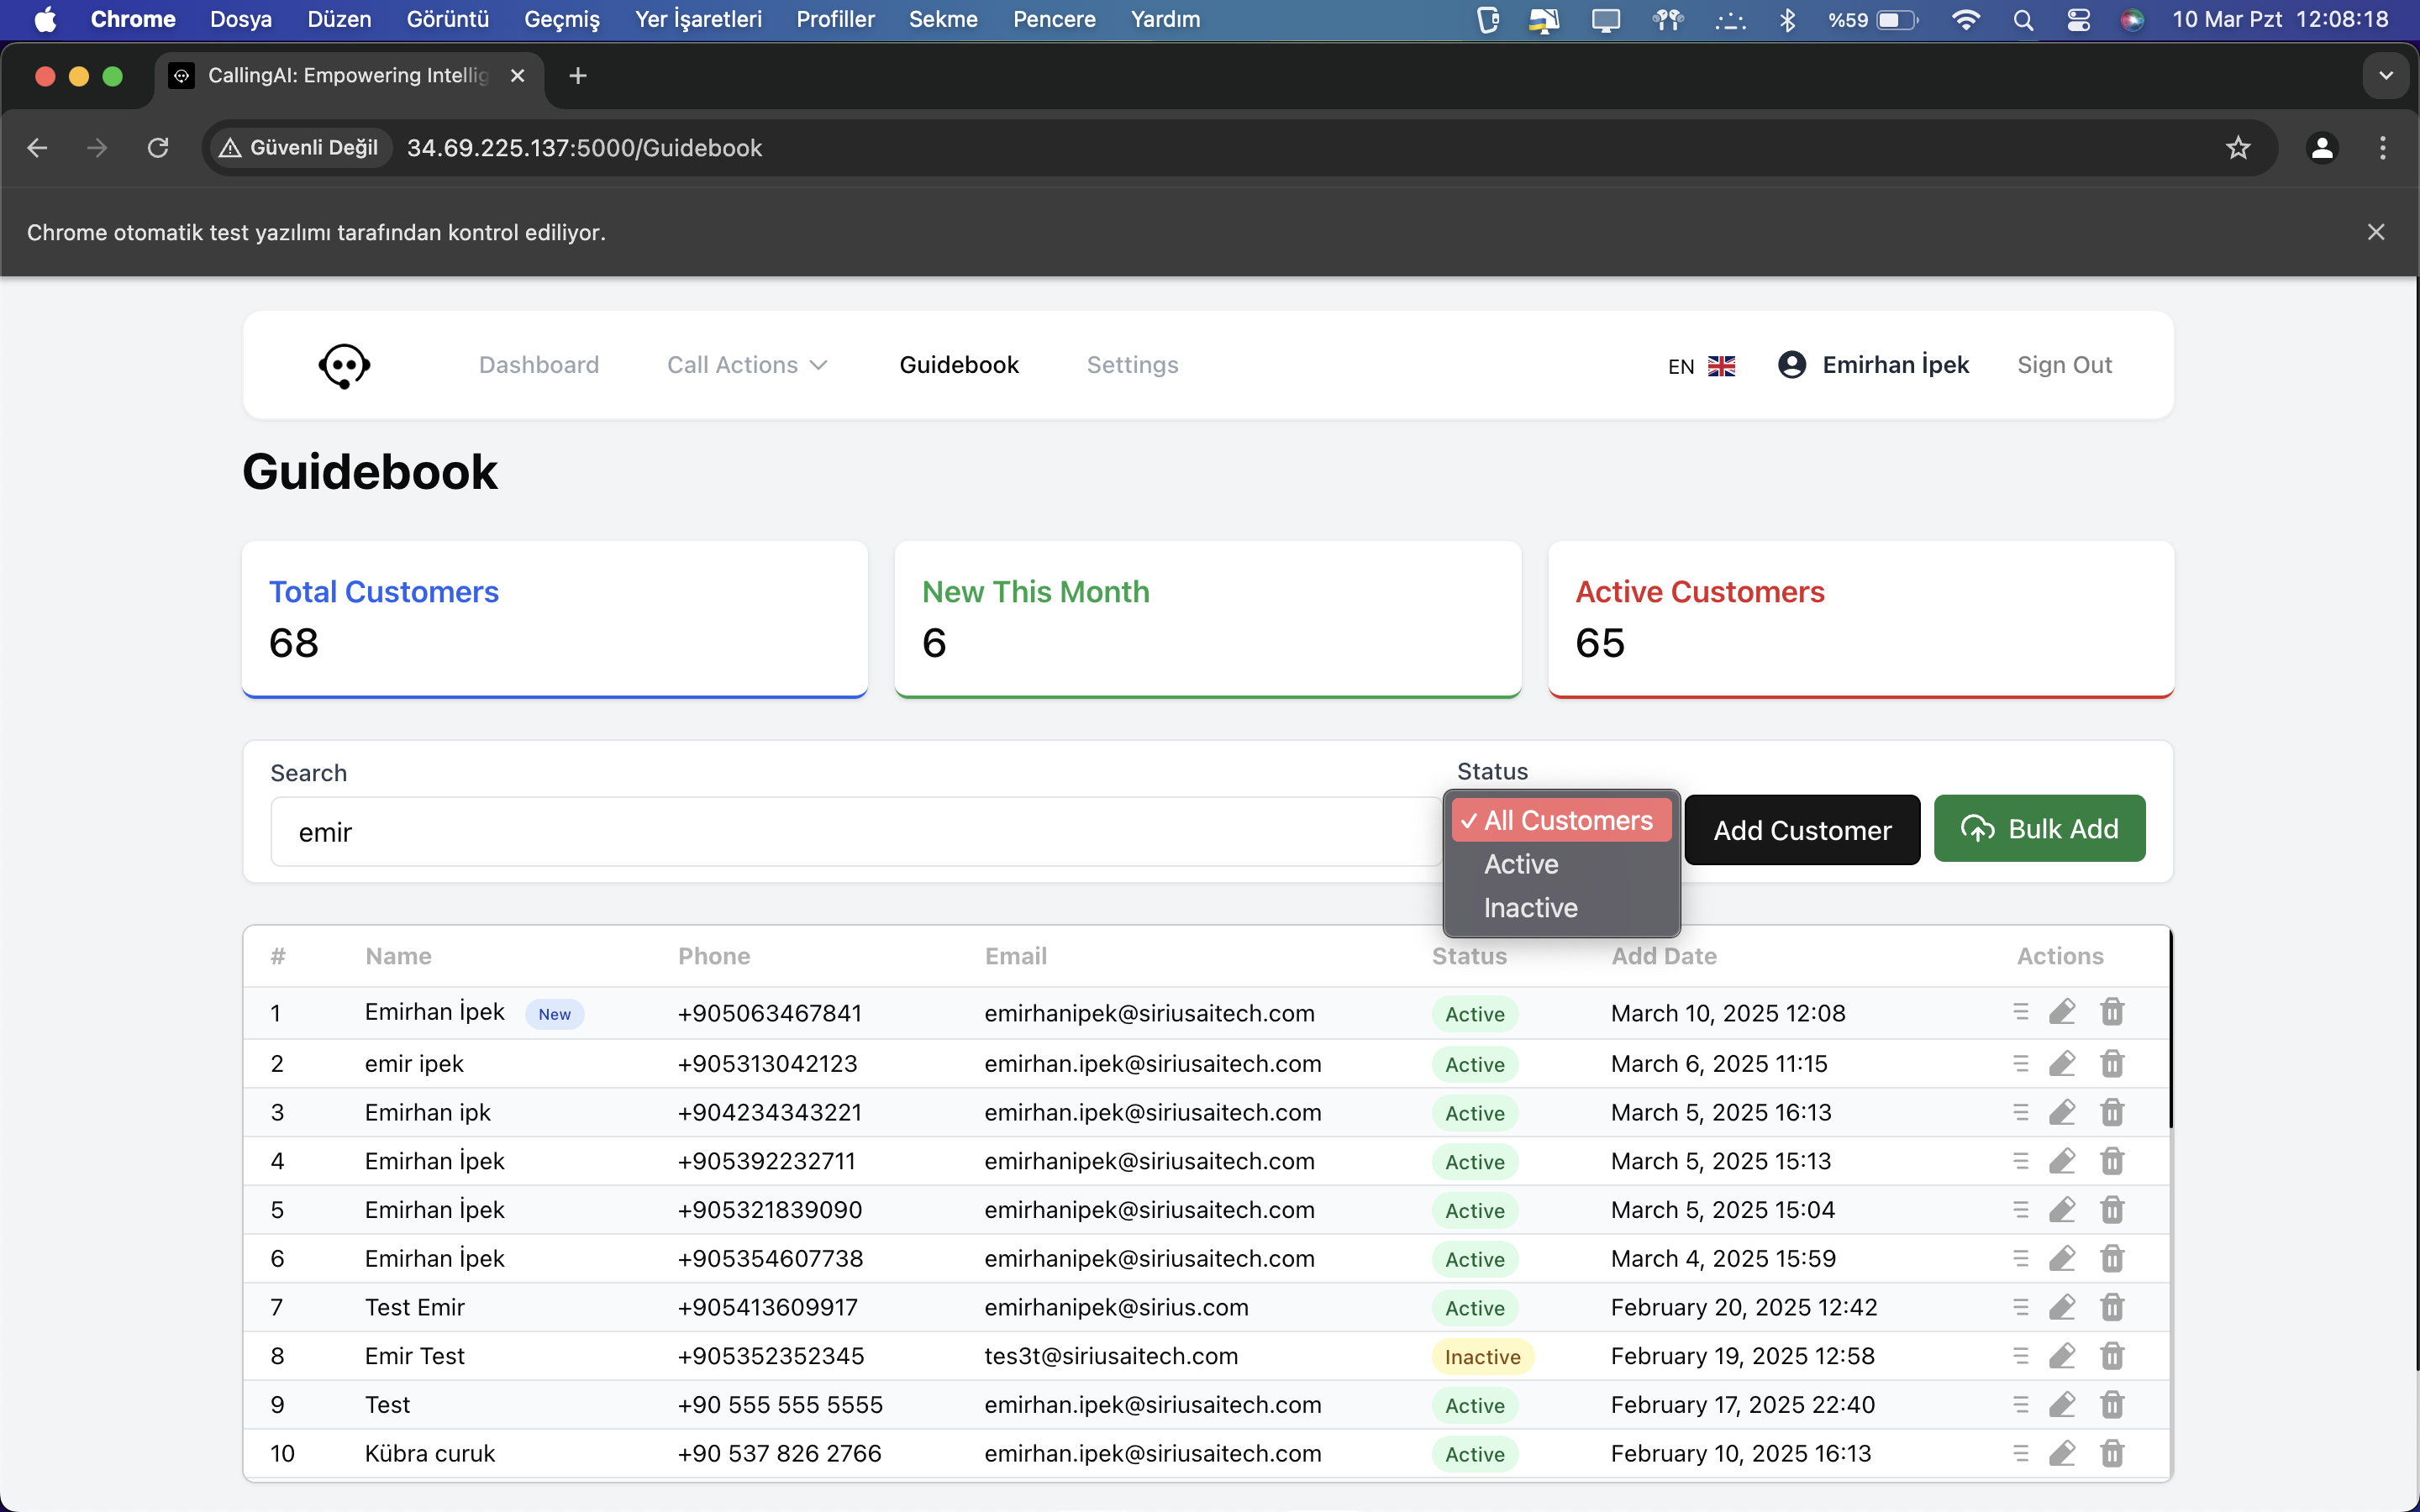 Chrome Dosya Düzen Görüntü Geçmiş Yer İşaretleri Profiller Sekme Pencere Yardım %59 10 Mar Pzt 12:08:18
CallingAI: Empowering Intellig
Güvenli Değil 34.69.225.137:5000/Guidebook
Chrome otomatik test yazılımı tarafından kontrol ediliyor.
Dashboard Call Actions Guidebook Settings EN Emirhan İpek Sign Out
Guidebook
Total Customers
68
New This Month
6
Active Customers
65
Search
emir
Status
✓ All Customers
Active
Inactive
Add Customer
Bulk Add
# Name Phone Email Status Add Date Actions
1 Emirhan İpek New +905063467841 emirhanipek@siriusaitech.com Active March 10, 2025 12:08
2 emir ipek +905313042123 emirhan.ipek@siriusaitech.com Active March 6, 2025 11:15
3 Emirhan ipk +904234343221 emirhan.ipek@siriusaitech.com Active March 5, 2025 16:13
4 Emirhan İpek +905392232711 emirhanipek@siriusaitech.com Active March 5, 2025 15:13
5 Emirhan İpek +905321839090 emirhanipek@siriusaitech.com Active March 5, 2025 15:04
6 Emirhan İpek +905354607738 emirhanipek@siriusaitech.com Active March 4, 2025 15:59
7 Test Emir +905413609917 emirhanipek@sirius.com Active February 20, 2025 12:42
8 Emir Test +905352352345 tes3t@siriusaitech.com Inactive February 19, 2025 12:58
9 Test +90 555 555 5555 emirhan.ipek@siriusaitech.com Active February 17, 2025 22:40
10 Kübra curuk +90 537 826 2766 emirhan.ipek@siriusaitech.com Active February 10, 2025 16:13